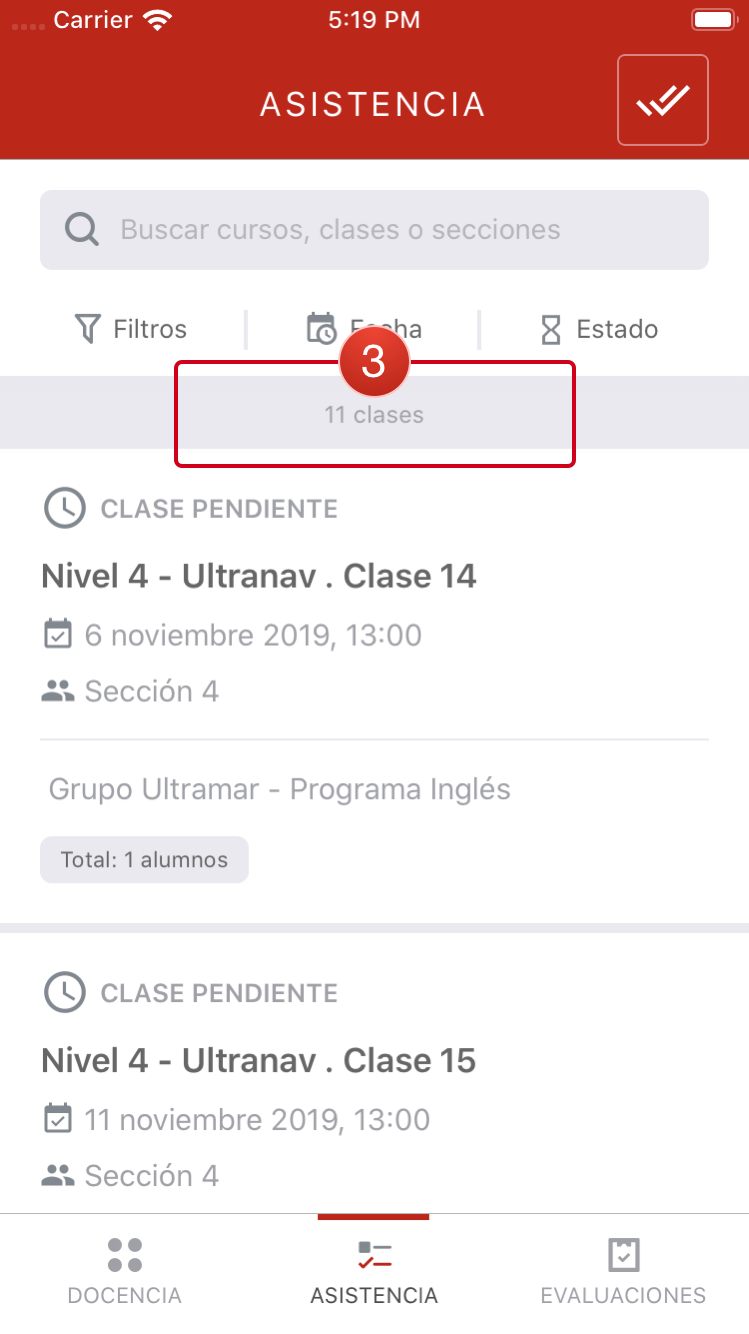 Carrier 5:19 PM
ASISTENCIA
Buscar cursos, clases o secciones
Filtros Fecha Estado
3
11 clases
CLASE PENDIENTE
Nivel 4 - Ultranav . Clase 14
6 noviembre 2019, 13:00
Sección 4
Grupo Ultramar - Programa Inglés
Total: 1 alumnos
CLASE PENDIENTE
Nivel 4 - Ultranav . Clase 15
11 noviembre 2019, 13:00
Sección 4
DOCENCIA ASISTENCIA EVALUACIONES